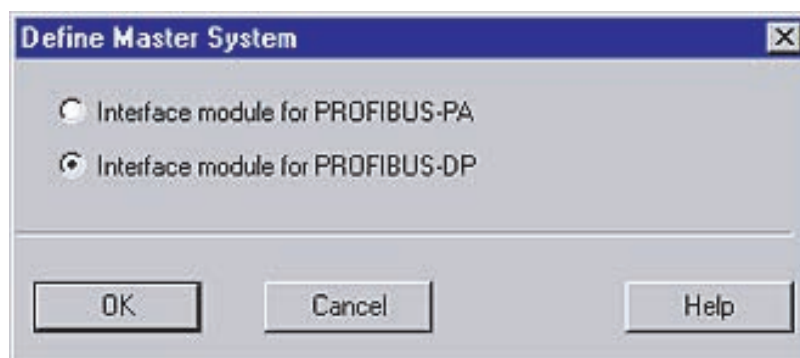 Define Master System
Interface module for PROFIBUS-PA
Interface module for PROFIBUS-DP
OK Cancel Help